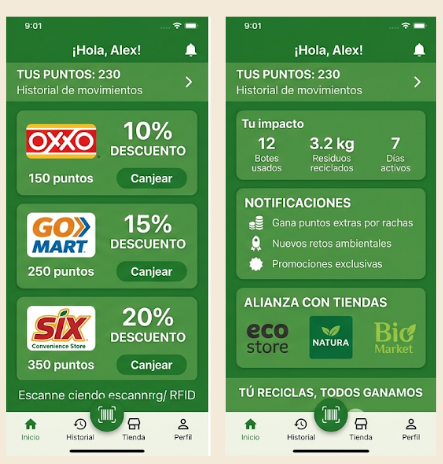 9:01
¡Hola, Alex!
TUS PUNTOS: 230
Historial de movimientos
OXXO
10%
DESCUENTO
150 puntos
Canjear
GO
MART
15%
DESCUENTO
250 puntos
Canjear
SIX
Convenience Store
20%
DESCUENTO
350 puntos
Canjear
Escanne ciendo escannrg/ RFID
Inicio
Historial
Tienda
Perfil
9:01
¡Hola, Alex!
TUS PUNTOS: 230
Historial de movimientos
Tu impacto
12
Botes
usados
3.2 kg
Residuos
reciclados
7
Días
activos
NOTIFICACIONES
Gana puntos extras por rachas
Nuevos retos ambientales
Promociones exclusivas
ALIANZA CON TIENDAS
eco
store
NATURA
Bio
Market
TÚ RECICLAS, TODOS GANAMOS
Inicio
Historial
Tienda
Perfil